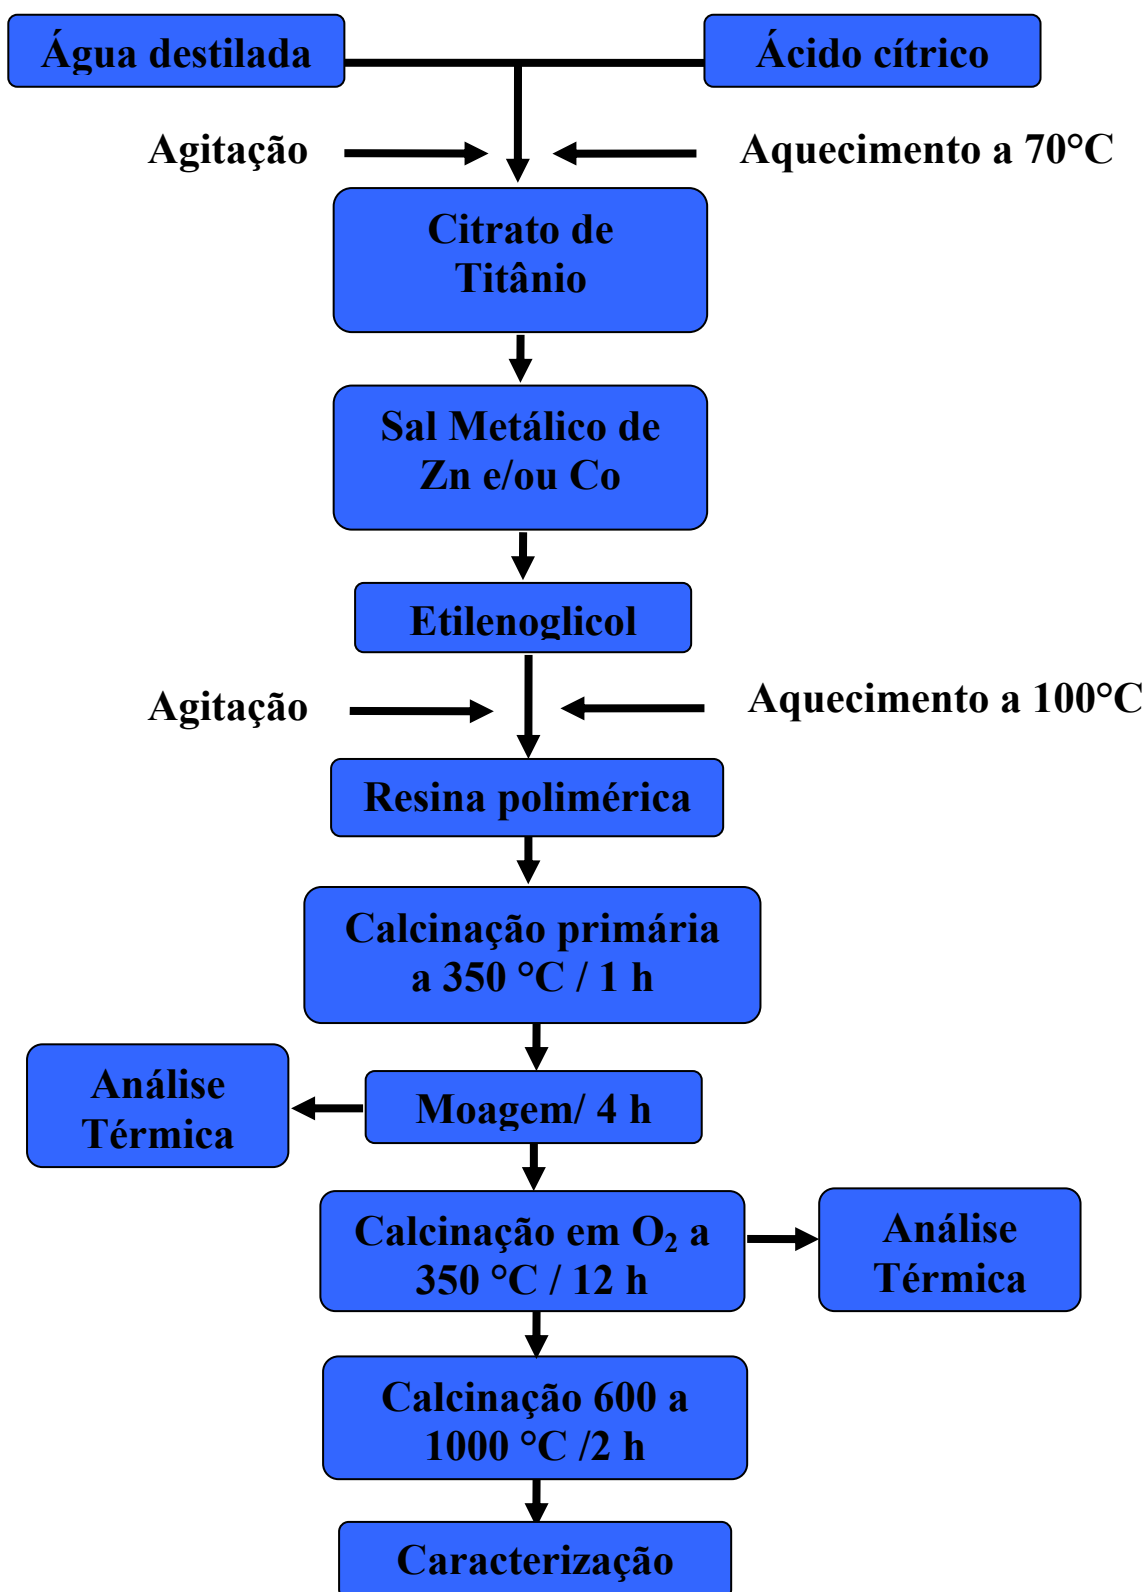 Água destilada
Ácido cítrico
Agitação
Aquecimento a 70°C
Citrato de
Titânio
Sal Metálico de
Zn e/ou Co
Etilenoglicol
Agitação
Aquecimento a 100°C
Resina polimérica
Calcinação primária
a 350 °C / 1 h
Análise
Térmica
Moagem/ 4 h
Calcinação em O₂ a
350 °C / 12 h
Análise
Térmica
Calcinação 600 a
1000 °C /2 h
Caracterização